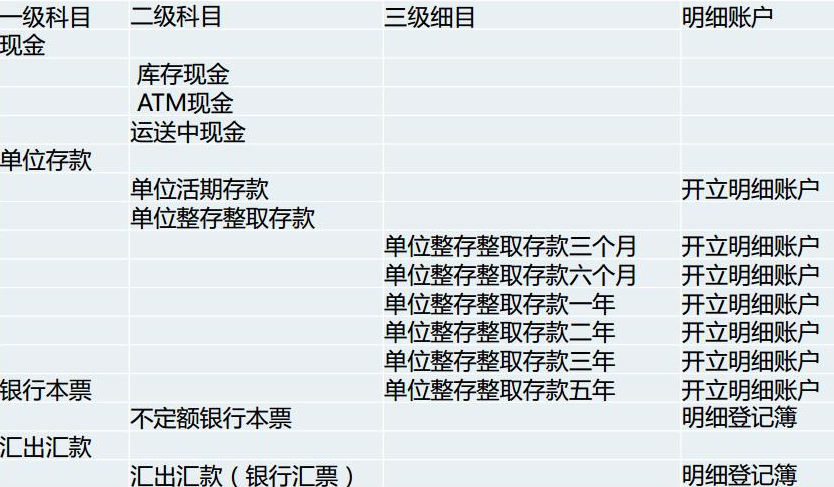 一级科目 二级科目 三级细目 明细账户
现金
库存现金
ATM现金
运送中现金
单位存款
单位活期存款 开立明细账户
单位整存整取存款
单位整存整取存款三个月 开立明细账户
单位整存整取存款六个月 开立明细账户
单位整存整取存款一年 开立明细账户
单位整存整取存款二年 开立明细账户
单位整存整取存款三年 开立明细账户
银行本票 单位整存整取存款五年 开立明细账户
不定额银行本票 明细登记簿
汇出汇款
汇出汇款（银行汇票） 明细登记簿